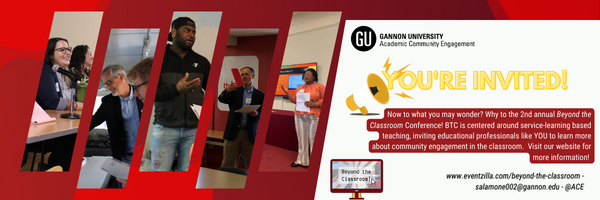 GU
GANNON UNIVERSITY
Academic Community Engagement
YOU'RE INVITED!
Now to what you may wonder? Why to the 2nd annual Beyond the
Classroom Conference! BTC is centered around service-learning based
teaching, inviting educational professionals like YOU to learn more
about community engagement in the classroom. Visit our website for
more information!
Beyond the
Classroom
www.eventzilla.com/beyond-the-classroom -
salamone002@gannon.edu - @ACE